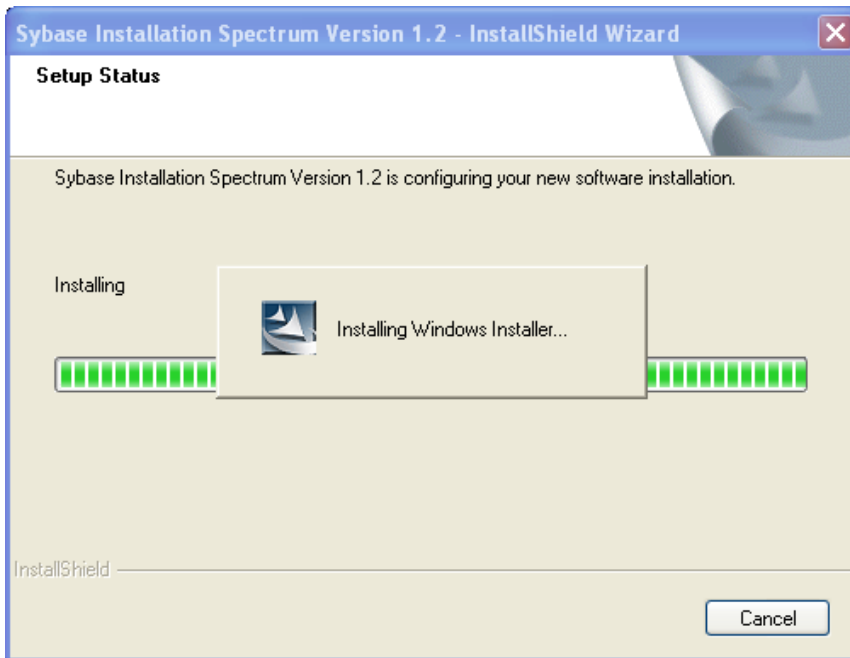 Sybase Installation Spectrum Version 1.2 - InstallShield Wizard
Setup Status
Sybase Installation Spectrum Version 1.2 is configuring your new software installation.
Installing
Installing Windows Installer...
InstallShield
Cancel